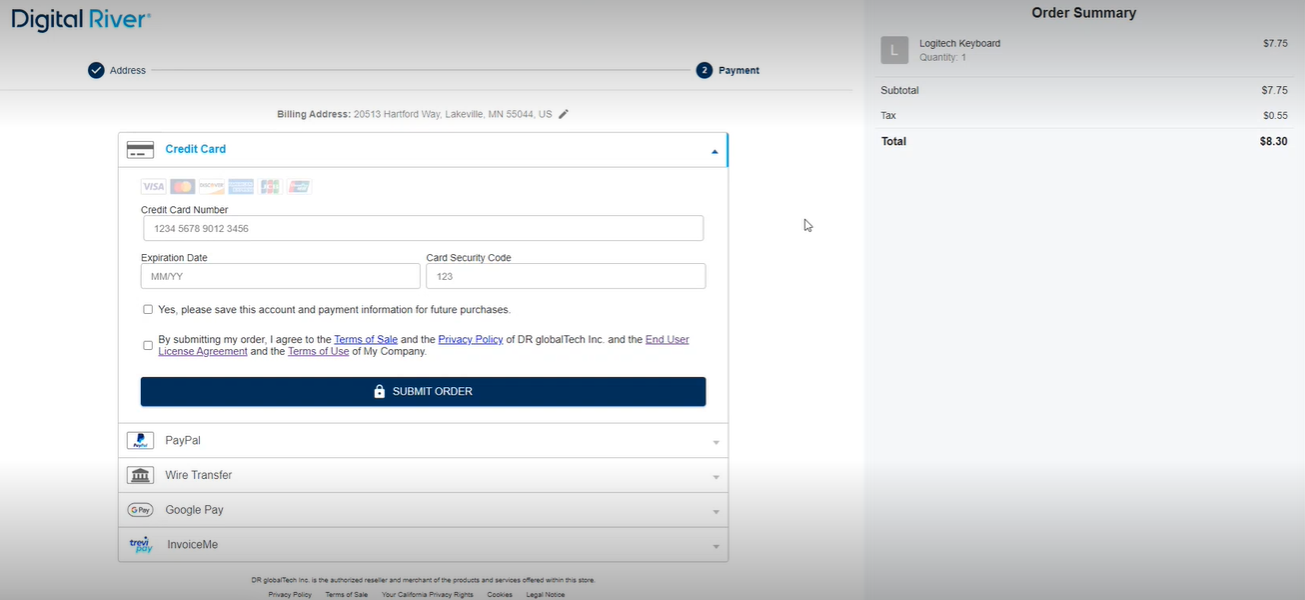 Digital River®
Address
2 Payment
Billing Address: 20513 Hartford Way, Lakeville, MN 55044, US
Credit Card
VISA DISCOVER
Credit Card Number
1234 5678 9012 3456
Expiration Date
Card Security Code
MM/YY
123
Yes, please save this account and payment information for future purchases.
By submitting my order, I agree to the Terms of Sale and the Privacy Policy of DR globalTech Inc. and the End User
License Agreement and the Terms of Use of My Company.
SUBMIT ORDER
PayPal PayPal
Wire Transfer
G Pay Google Pay
trevi
pay InvoiceMe
DR globalTech Inc. is the authorized reseller and merchant of the products and services offered within this store.
Privacy Policy Terms of Sale Your California Privacy Rights Cookies Legal Notice
Order Summary
L
Logitech Keyboard $7.75
Quantity: 1
Subtotal $7.75
Tax $0.55
Total $8.30